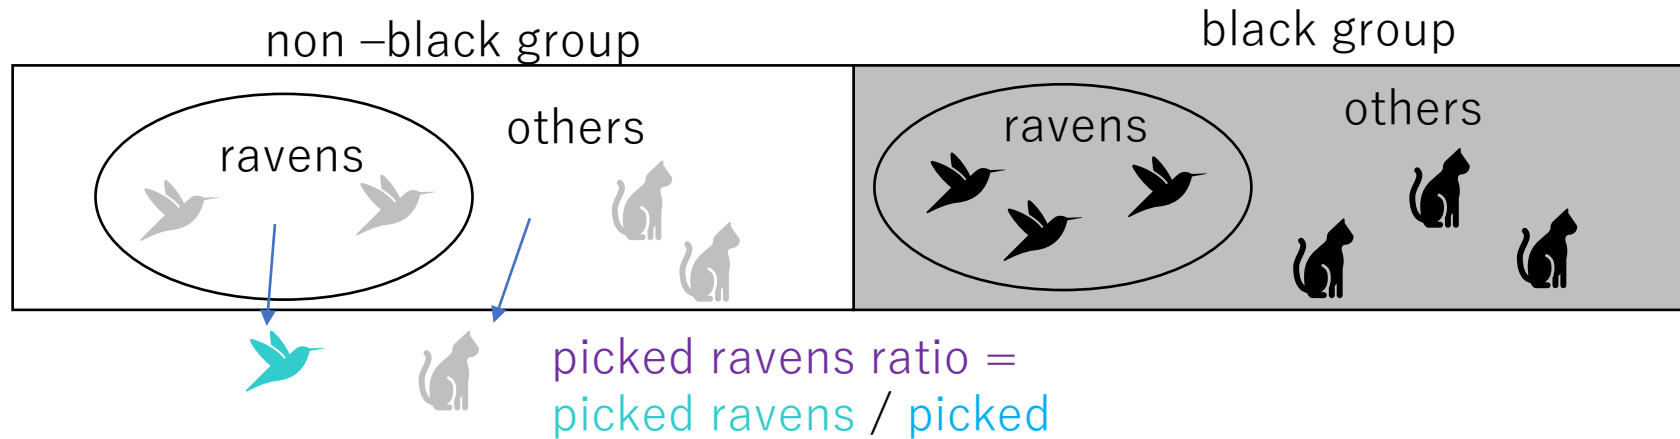 non –black group
black group
ravens
others
ravens
others
picked ravens ratio =
picked ravens / picked